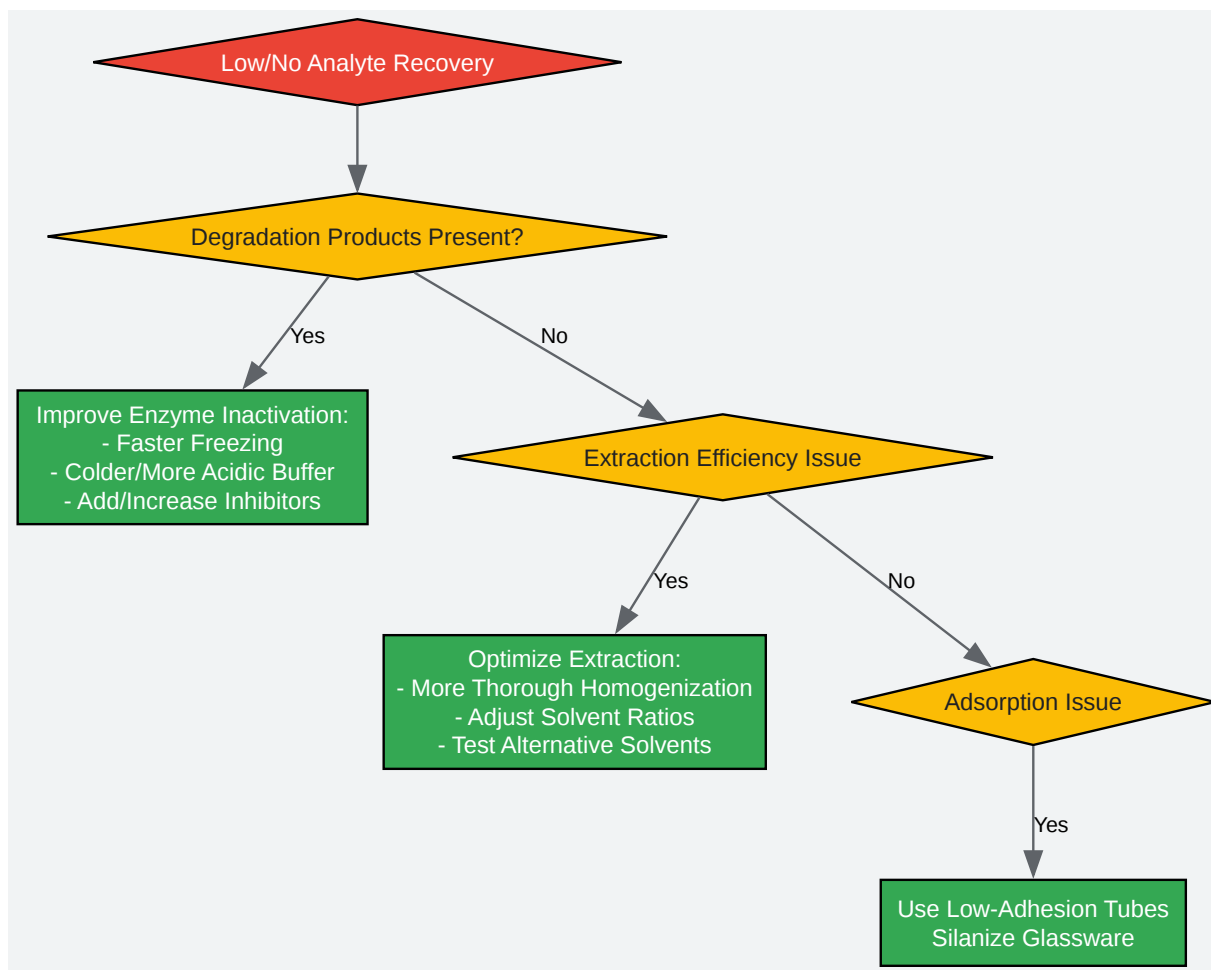 Low/No Analyte Recovery
Degradation Products Present?
Yes
No
Improve Enzyme Inactivation:
- Faster Freezing
- Colder/More Acidic Buffer
- Add/Increase Inhibitors
Extraction Efficiency Issue
Yes
No
Optimize Extraction:
- More Thorough Homogenization
- Adjust Solvent Ratios
- Test Alternative Solvents
Adsorption Issue
Yes
Use Low-Adhesion Tubes
Silanize Glassware